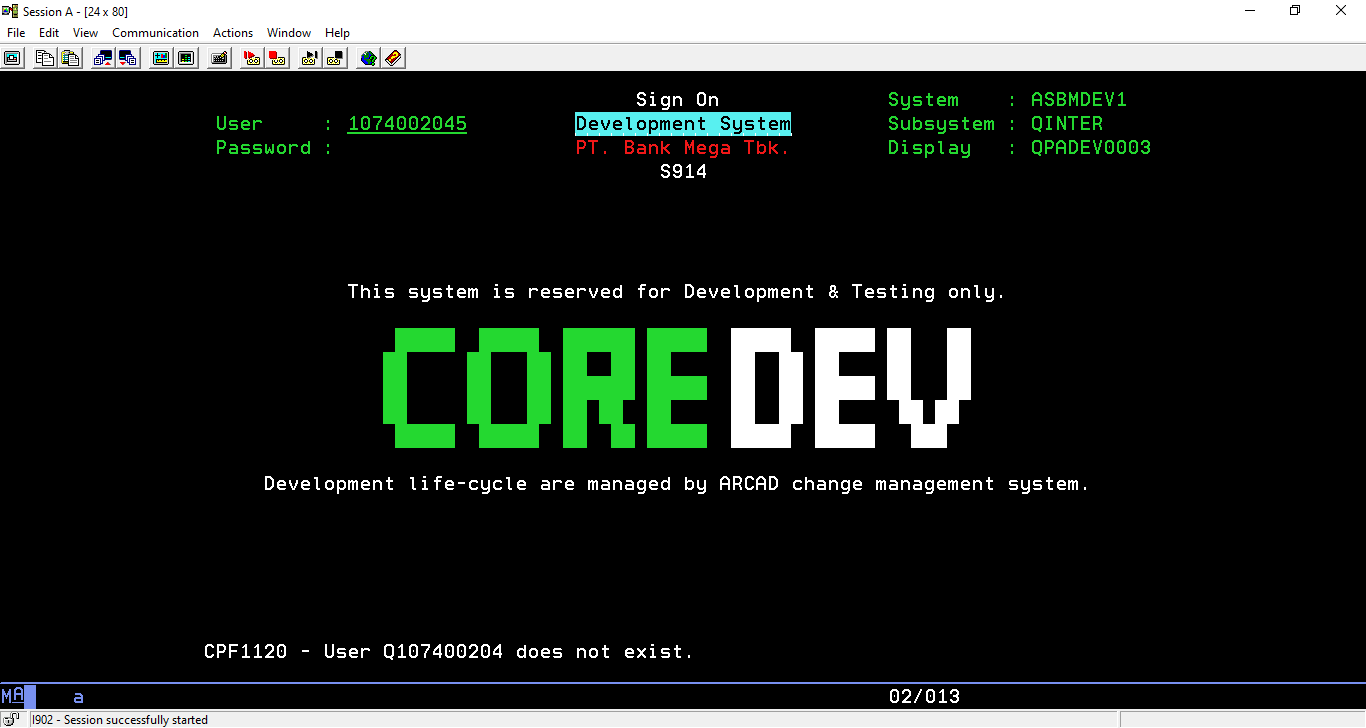 Session A - [24 x 80]
File Edit View Communication Actions Window Help
Sign On System : ASBMDEV1
User : 1074002045 Development System Subsystem : QINTER
Password : PT. Bank Mega Tbk. Display : QPADEV0003
S914
This system is reserved for Development & Testing only.
CORE DEV
Development life-cycle are managed by ARCAD change management system.
CPF1120 - User Q107400204 does not exist.
MA a 02/013
I902 - Session successfully started